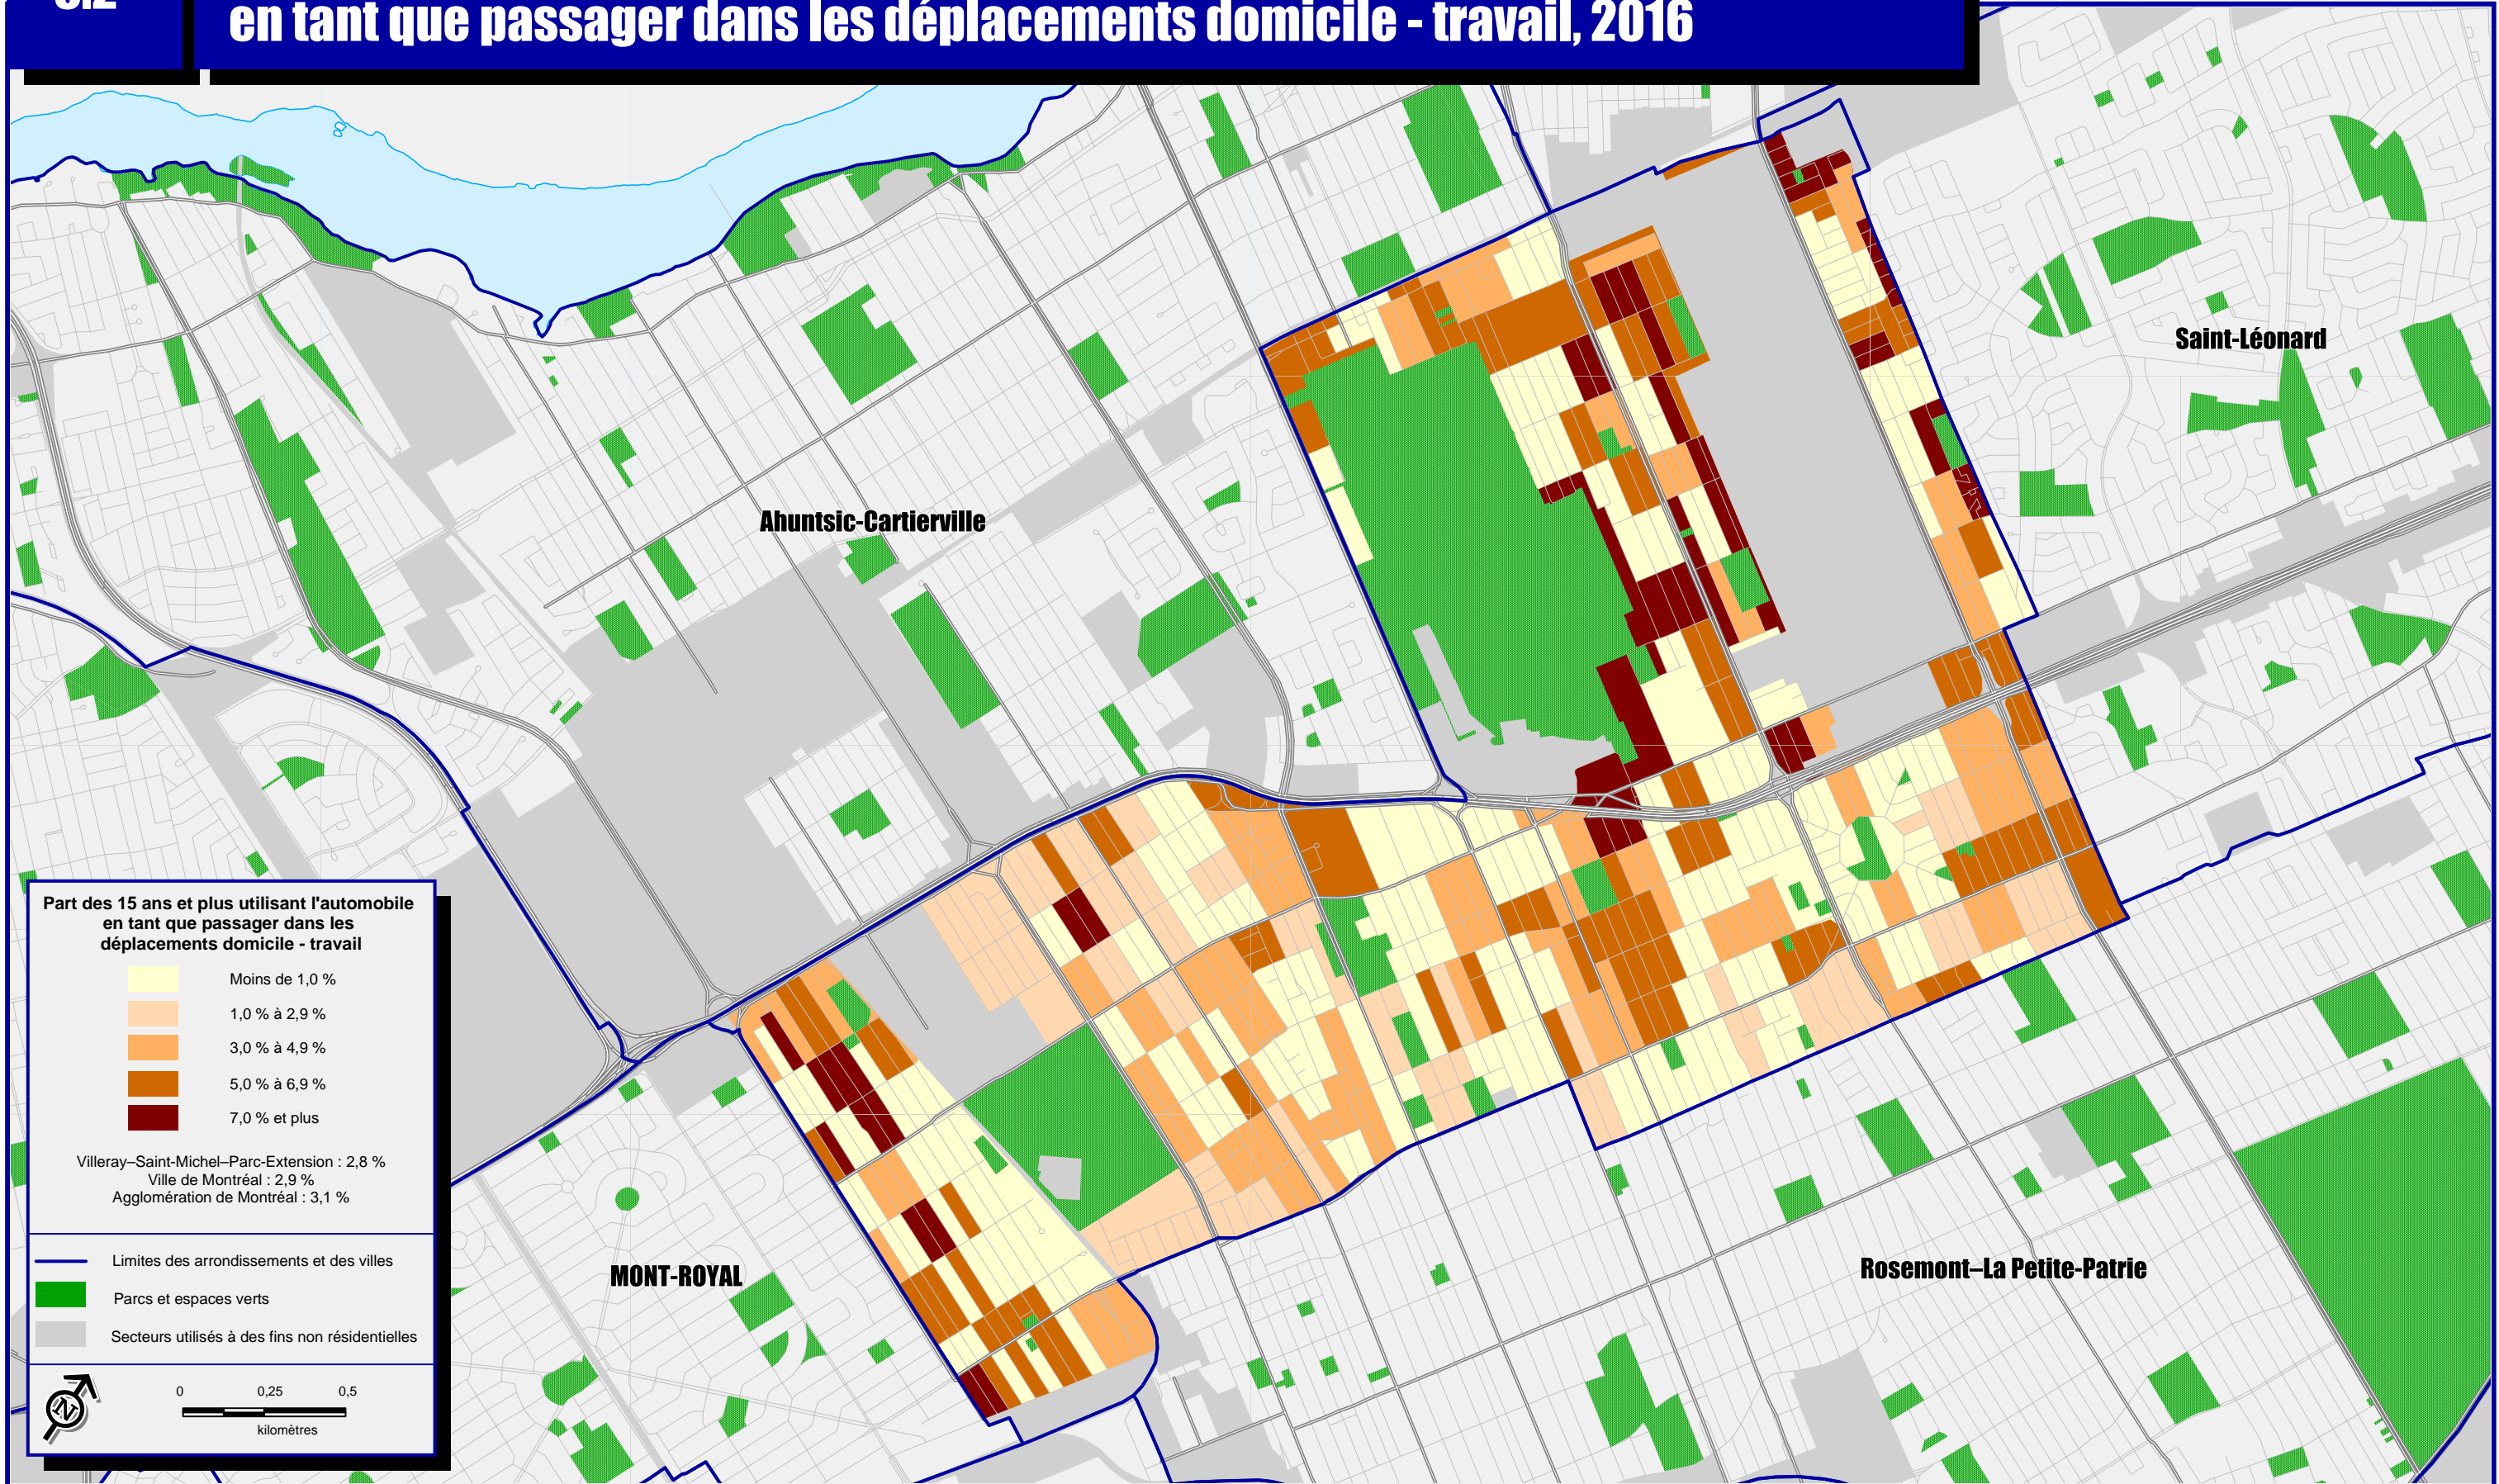 en tant que passager dans les déplacements domicile - travail, 2016
Saint-Léonard
Ahuntsic-Cartierville
Part des 15 ans et plus utilisant l'automobile
en tant que passager dans les
déplacements domicile - travail
Moins de 1,0 %
1,0 % à 2,9 %
3,0 % à 4,9 %
5,0 % à 6,9 %
7,0 % et plus
Villeray–Saint-Michel–Parc-Extension : 2,8 %
Ville de Montréal : 2,9 %
Agglomération de Montréal : 3,1 %
Limites des arrondissements et des villes
Parcs et espaces verts
Secteurs utilisés à des fins non résidentielles
N
0 0,25 0,5
kilomètres
MONT-ROYAL
Rosemont–La Petite-Patrie